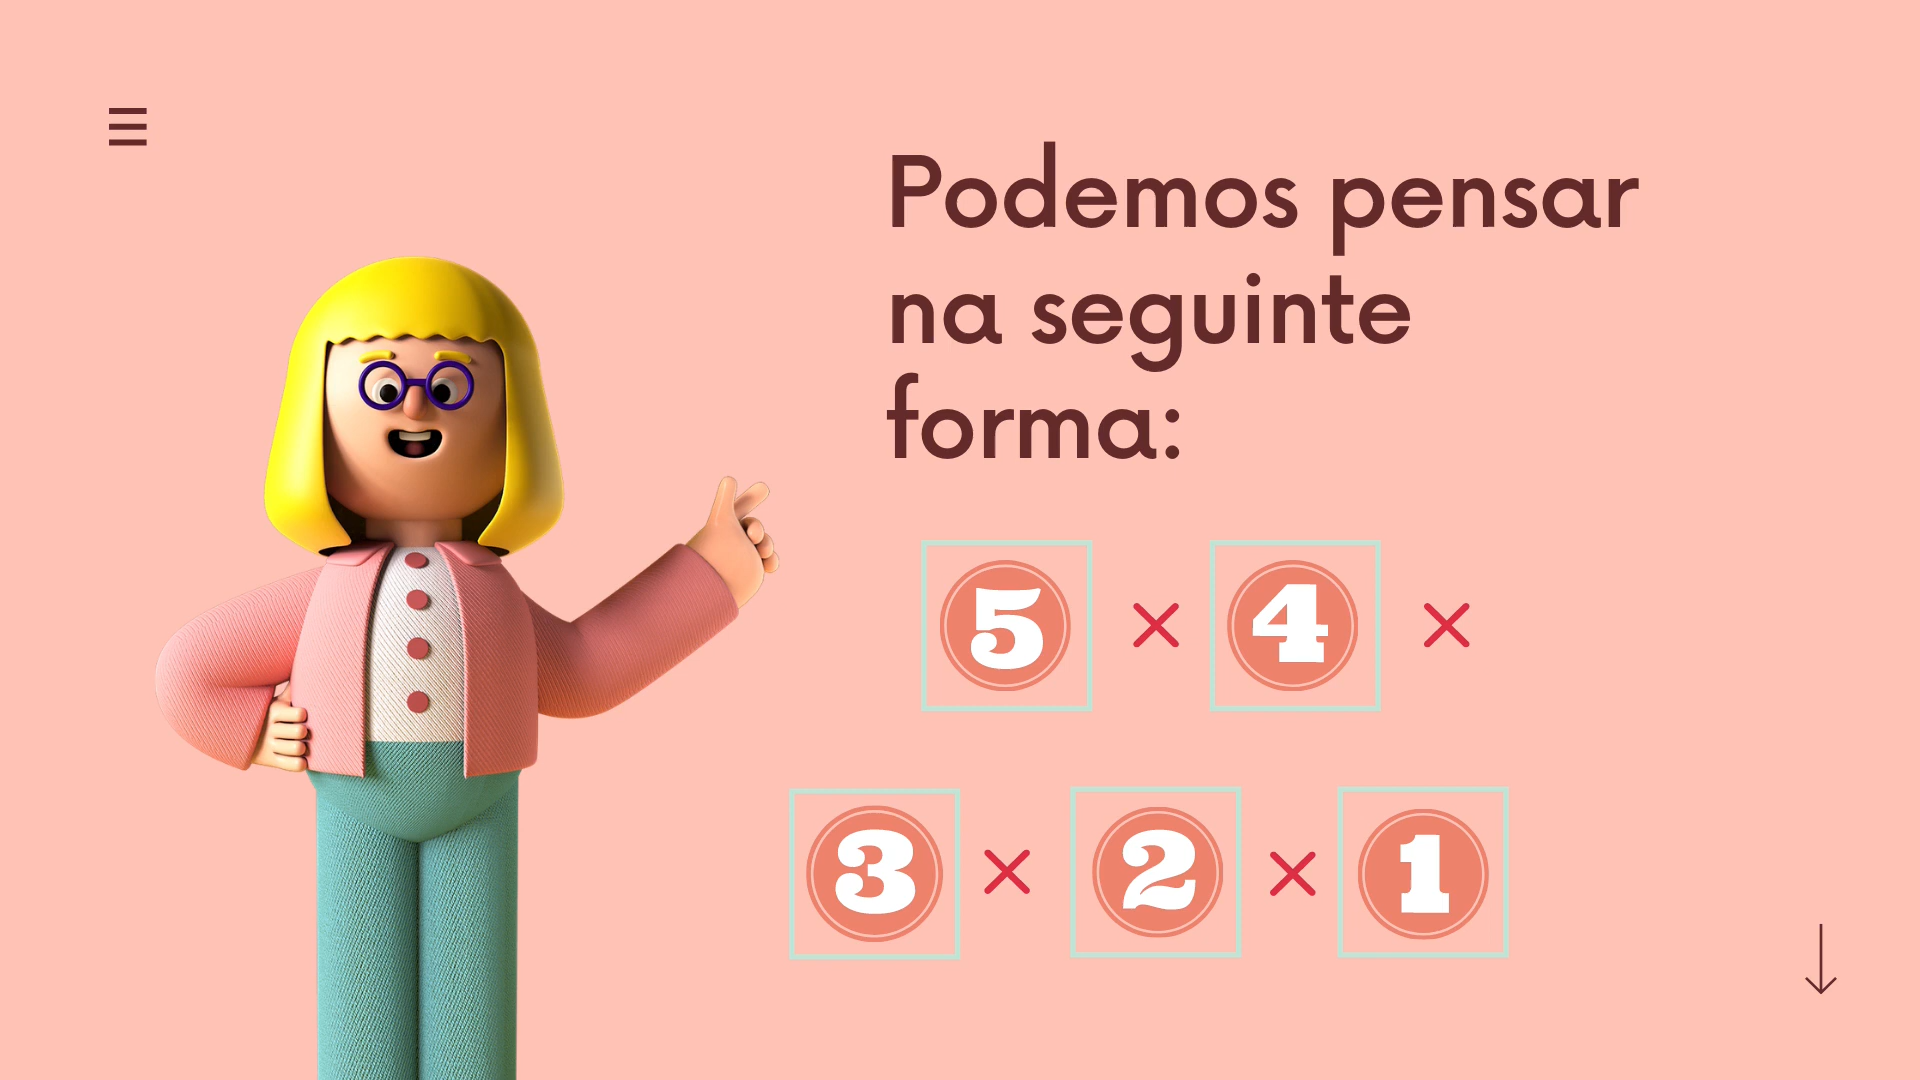 Podemos pensar
na seguinte
forma:
5 × 4 ×
3 × 2 × 1